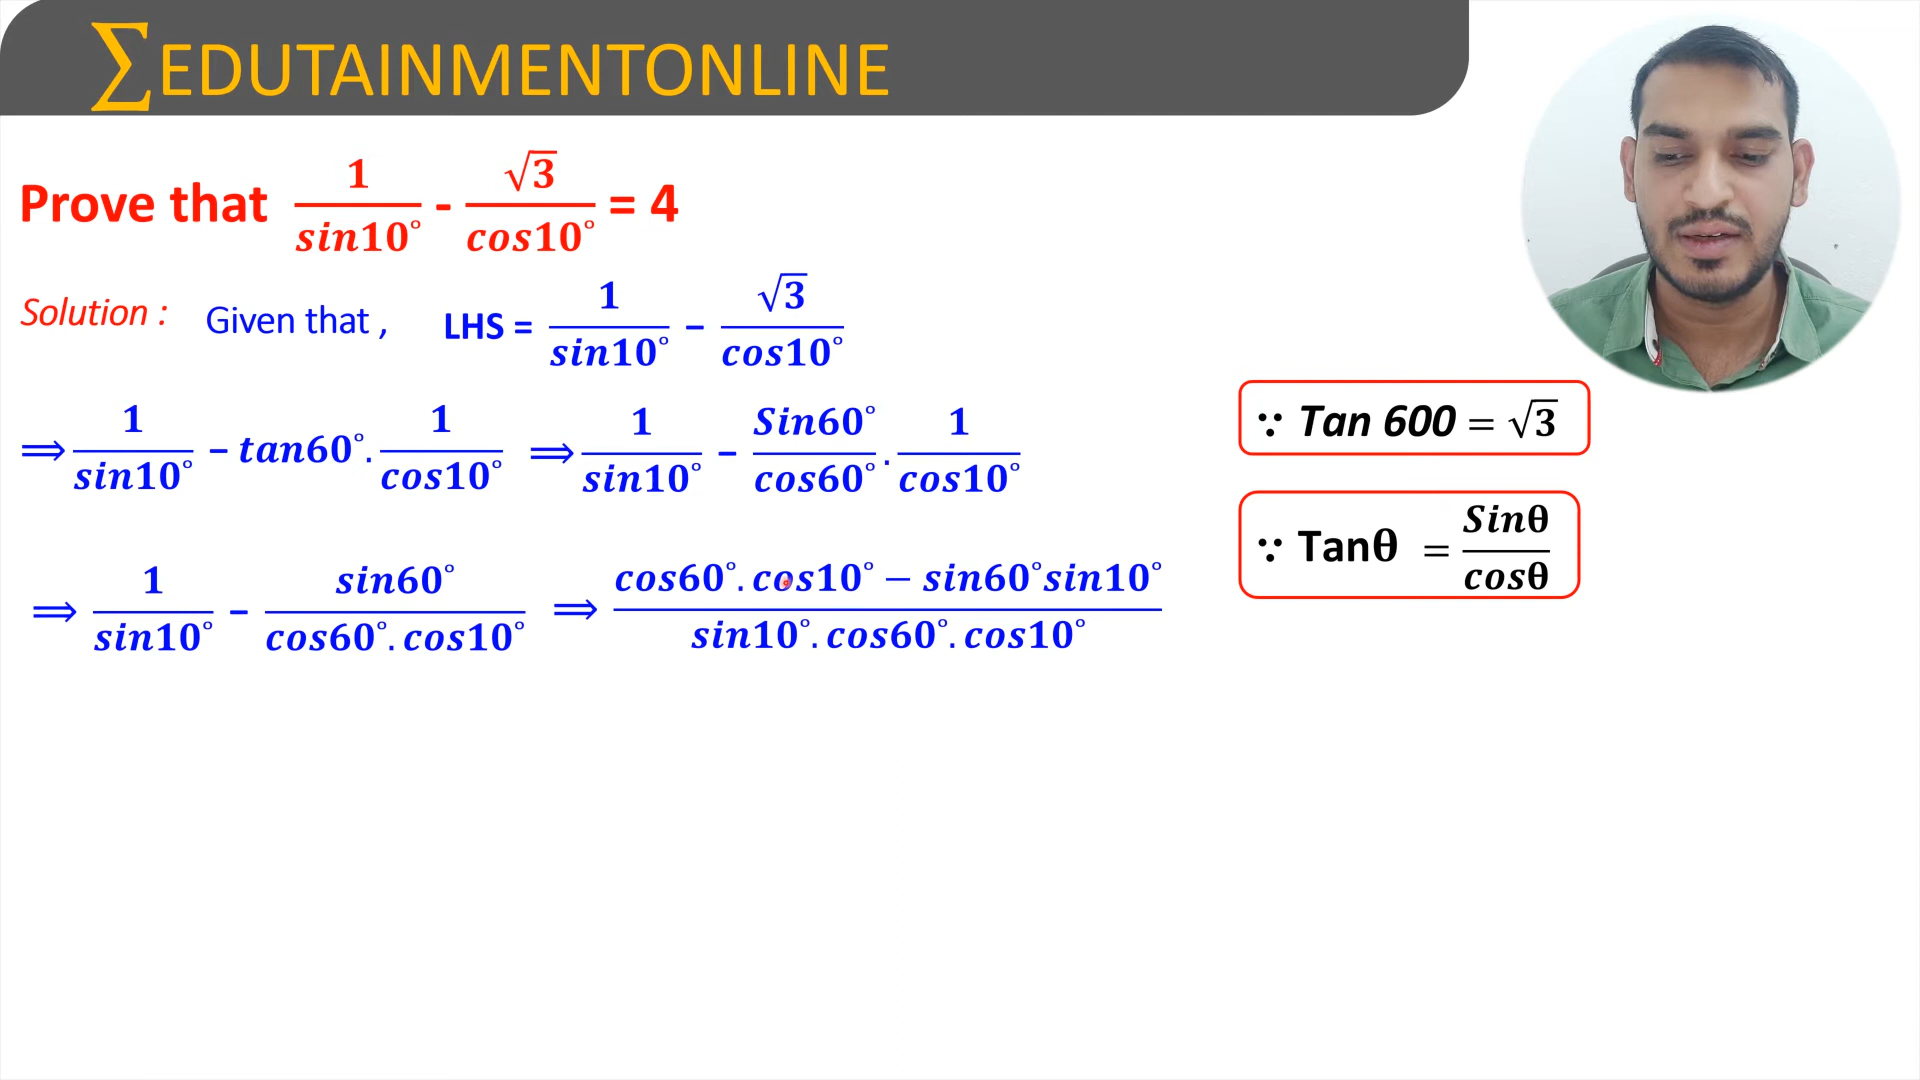 ∑EDUTAINMENTONLINE
Prove that 1/sin10° - √3/cos10° = 4
Solution : Given that , LHS = 1/sin10° − √3/cos10°
⇒ 1/sin10° − tan60°. 1/cos10° ⇒ 1/sin10° − Sin60°/cos60° . 1/cos10°
∵ Tan 600 = √3
∵ Tanθ = Sinθ/cosθ
⇒ 1/sin10° − sin60°/cos60°.cos10° ⇒ cos60°.cos10° − sin60°sin10°/sin10°.cos60°.cos10°